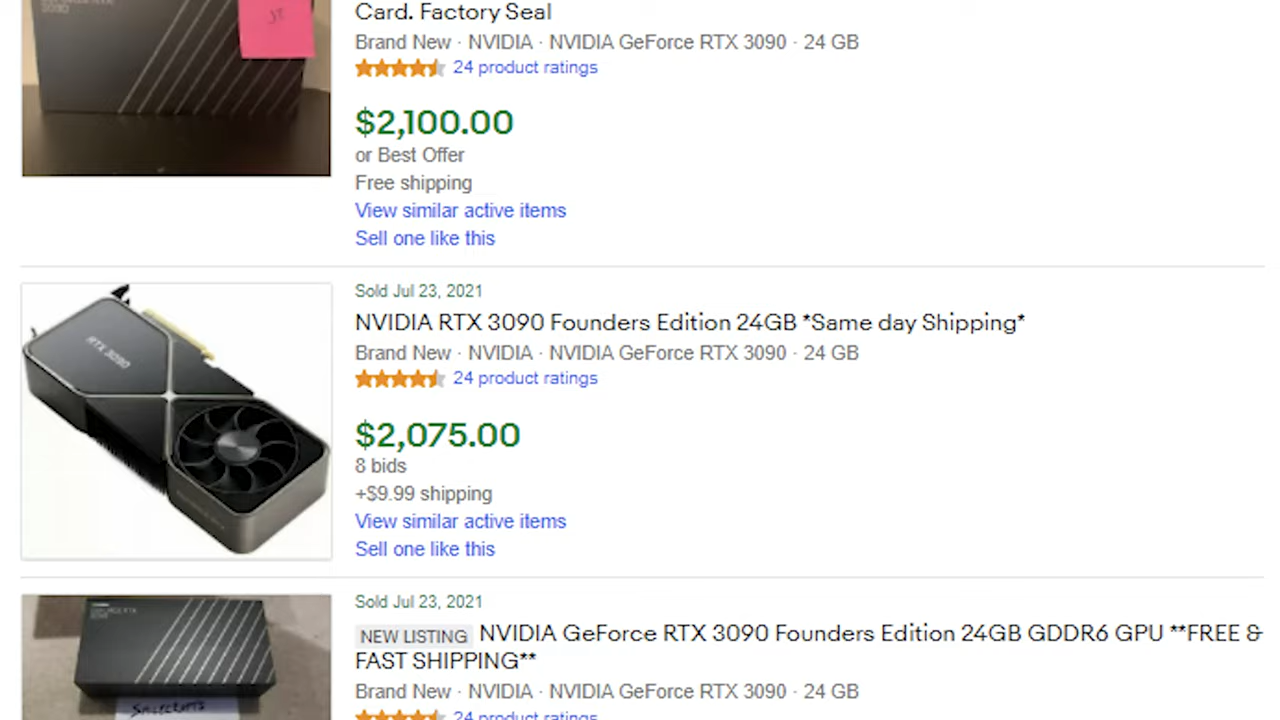 Card. Factory Seal
Brand New · NVIDIA · NVIDIA GeForce RTX 3090 · 24 GB
24 product ratings
$2,100.00
or Best Offer
Free shipping
View similar active items
Sell one like this
Sold Jul 23, 2021
NVIDIA RTX 3090 Founders Edition 24GB *Same day Shipping*
Brand New · NVIDIA · NVIDIA GeForce RTX 3090 · 24 GB
24 product ratings
RTX 3090
$2,075.00
8 bids
+$9.99 shipping
View similar active items
Sell one like this
Sold Jul 23, 2021
NEW LISTING NVIDIA GeForce RTX 3090 Founders Edition 24GB GDDR6 GPU **FREE &
FAST SHIPPING**
Brand New · NVIDIA · NVIDIA GeForce RTX 3090 · 24 GB
24 product ratings